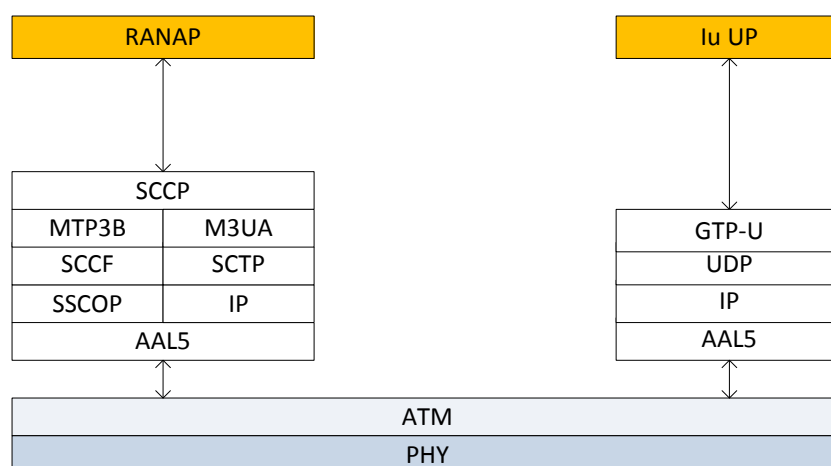 RANAP
Iu UP
SCCP
MTP3B M3UA
GTP-U
SCCF SCTP
UDP
SSCOP IP
IP
AAL5
AAL5
ATM
PHY